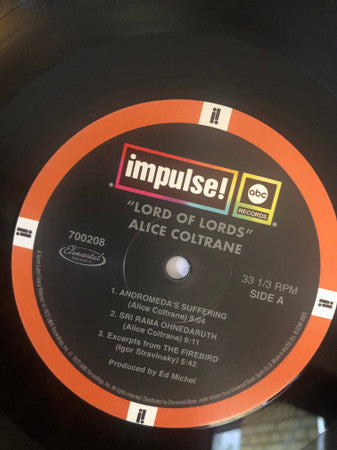 impulse!
abc
RECORDS
"LORD OF LORDS"
ALICE COLTRANE
700208
Elemental
33 1/3 RPM
SIDE A
1. ANDROMEDA'S SUFFERING
(Alice Coltrane) 9:04
2. SRI RAMA OHNEDARUTH
(Alice Coltrane) 6:11
3. Excerpts from THE FIREBIRD
(Igor Stravinsky) 5:42
Produced by Ed Michel